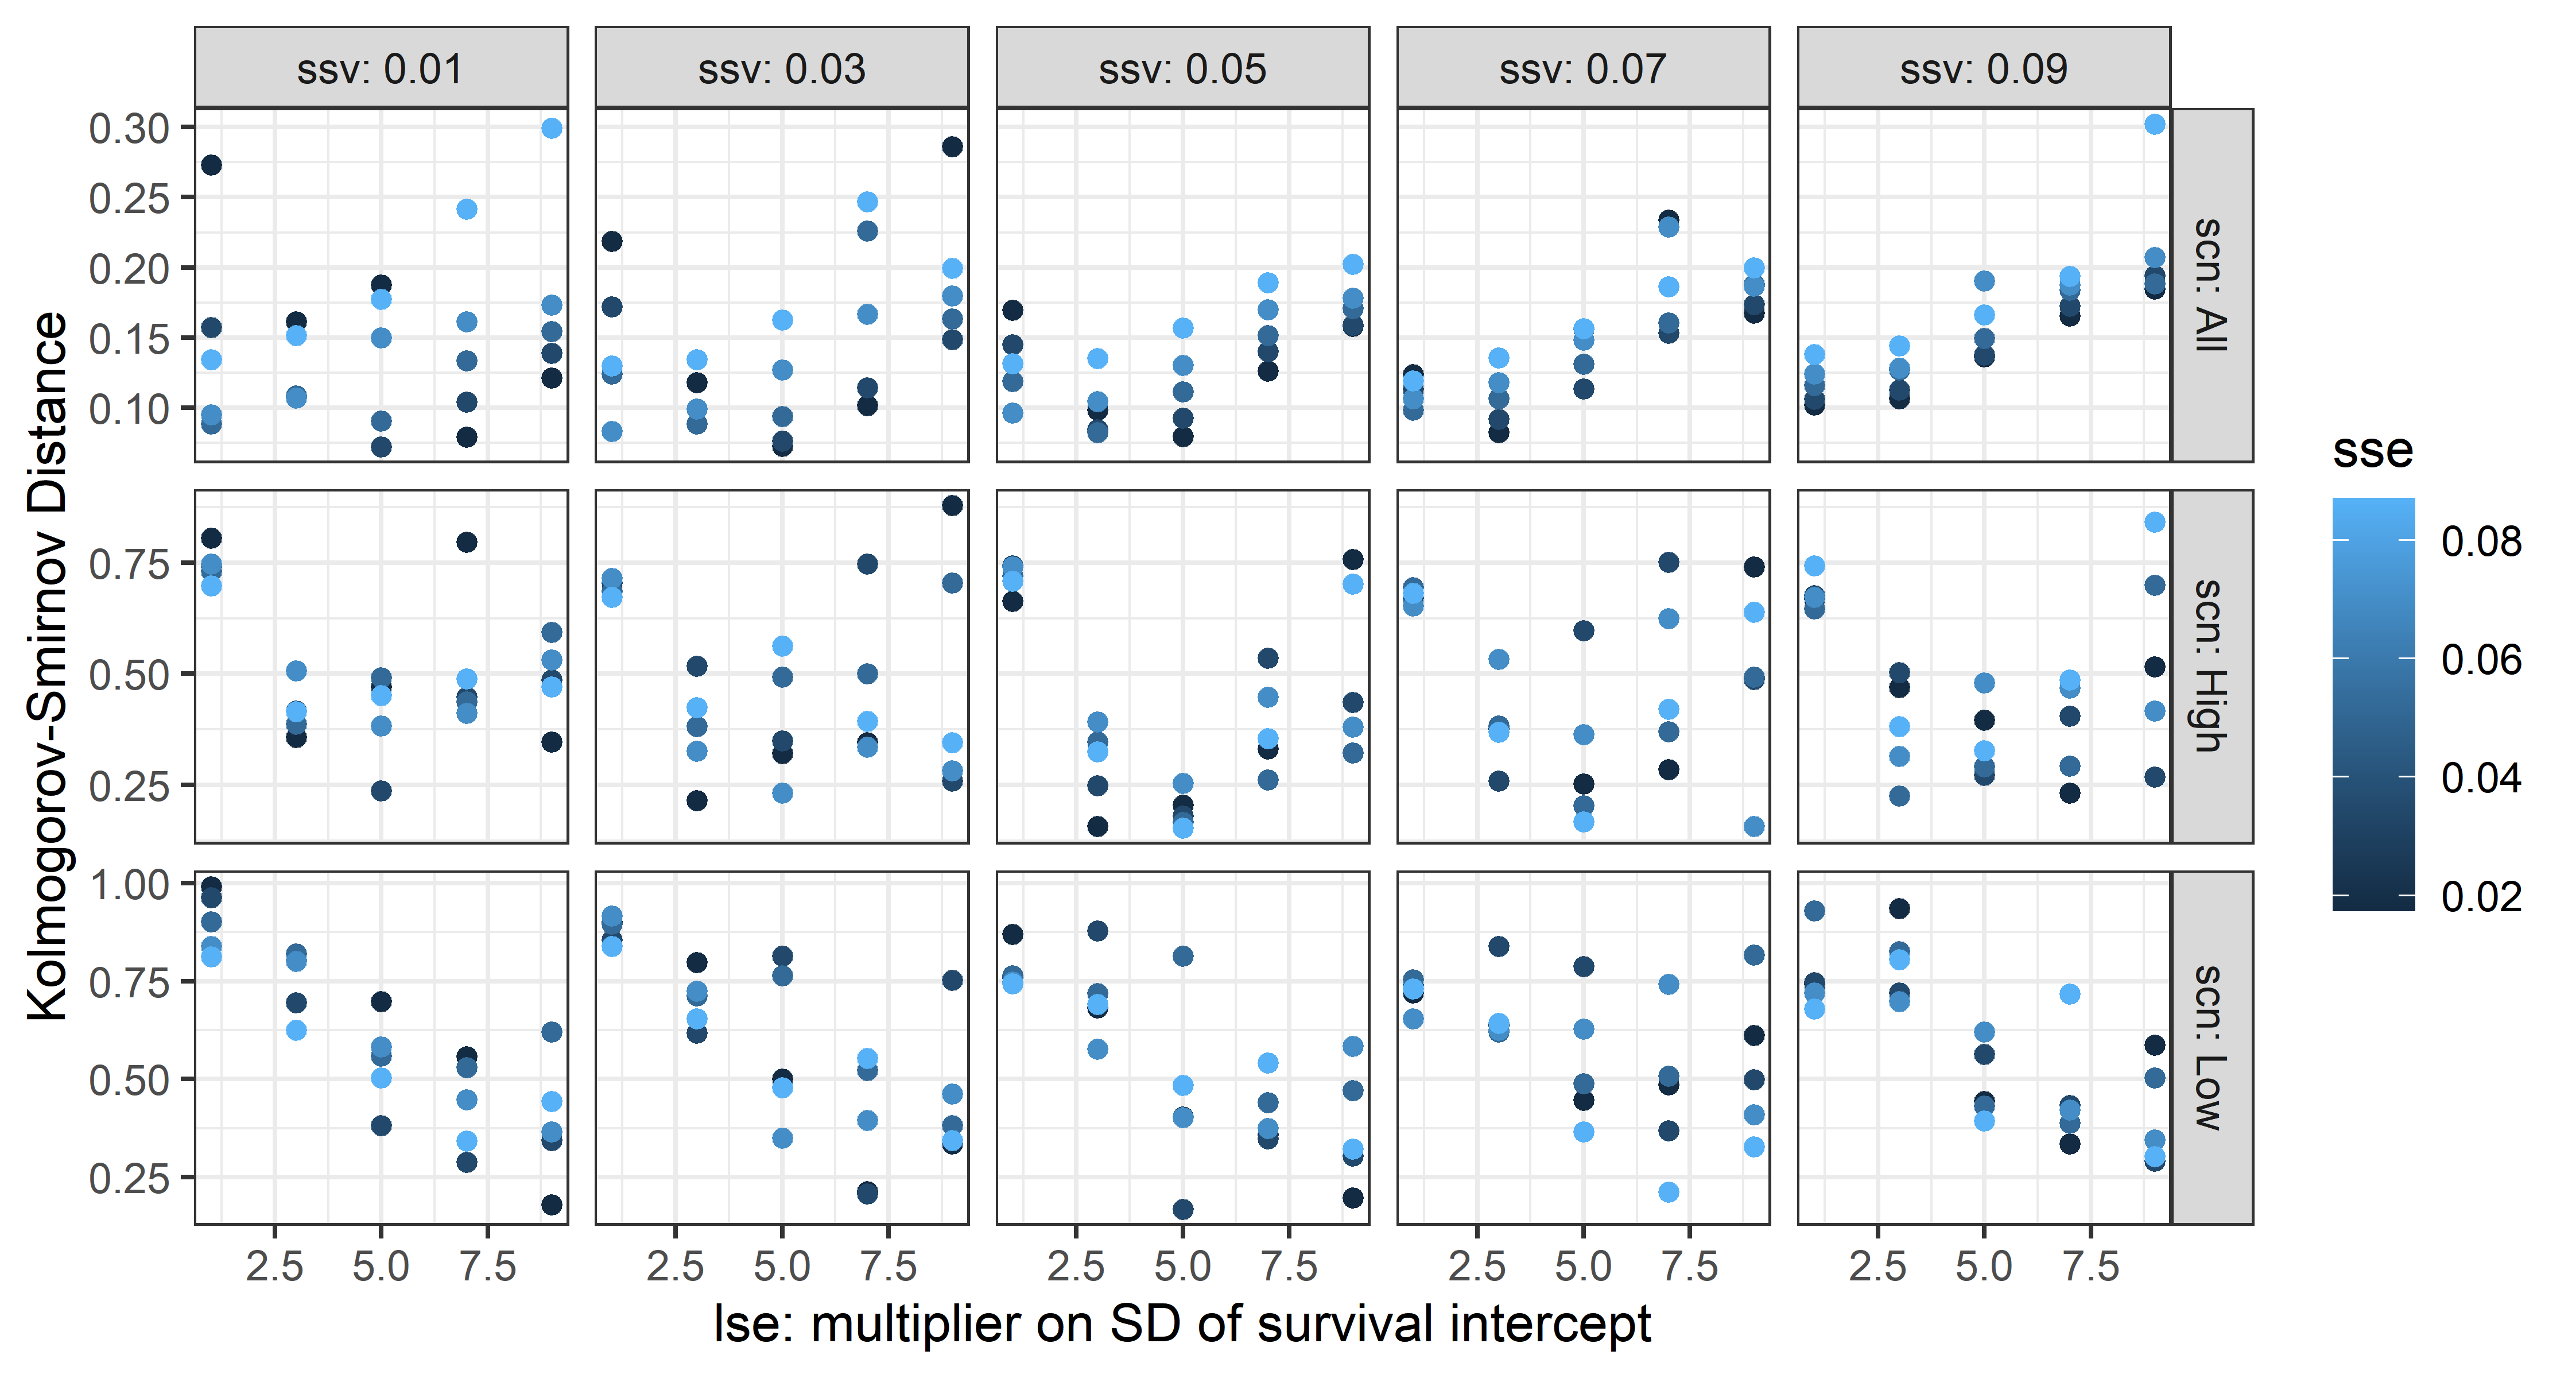 ssv: 0.01 ssv: 0.03 ssv: 0.05 ssv: 0.07 ssv: 0.09
0.30
0.25
0.20
0.15
0.10
scn: All
0.75
0.50
0.25
scn: High
1.00
0.75
0.50
0.25
scn: Low
2.5 5.0 7.5 2.5 5.0 7.5 2.5 5.0 7.5 2.5 5.0 7.5 2.5 5.0 7.5
lse: multiplier on SD of survival intercept
Kolmogorov-Smirnov Distance
sse
0.08
0.06
0.04
0.02